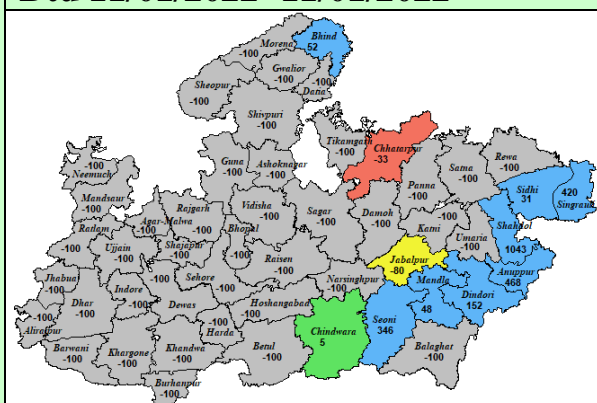 Morena
-100
Bhind
52
Gwalior
-100
Datia
-100
Sheopur
-100
Shivpuri
-100
Tikamgath
-100
Chhatarpur
-33
Rewa
-100
Satna
-100
Panna
-100
Sidhi
31
420
Singrauli
Neemuch
-100
Mandsaur
-100
Guna
-100
Ashoknagar
-100
Rajgarh
-100
Vidisha
-100
Sagar
-100
Damoh
-100
Katni
-100
Umaria
-100
Shahdol
1043
Anuppur
468
Ratlam
-100
Agar-Malwa
-100
Ujjain
-100
Shajapur
-100
Bhopal
-100
Raisen
-100
Jabalpur
-80
Mandla
48
Dindori
152
Jhabua
-100
Indore
-100
Sehore
-100
Narsinghpur
-100
Dhar
-100
Dewas
-100
Hoshangabad
-100
Alirajpur
-100
Harda
-100
Chindwara
5
Seoni
346
Balaghat
-100
Barwani
-100
Khargone
-100
Khandwa
-100
Betul
-100
Burhanpur
-100